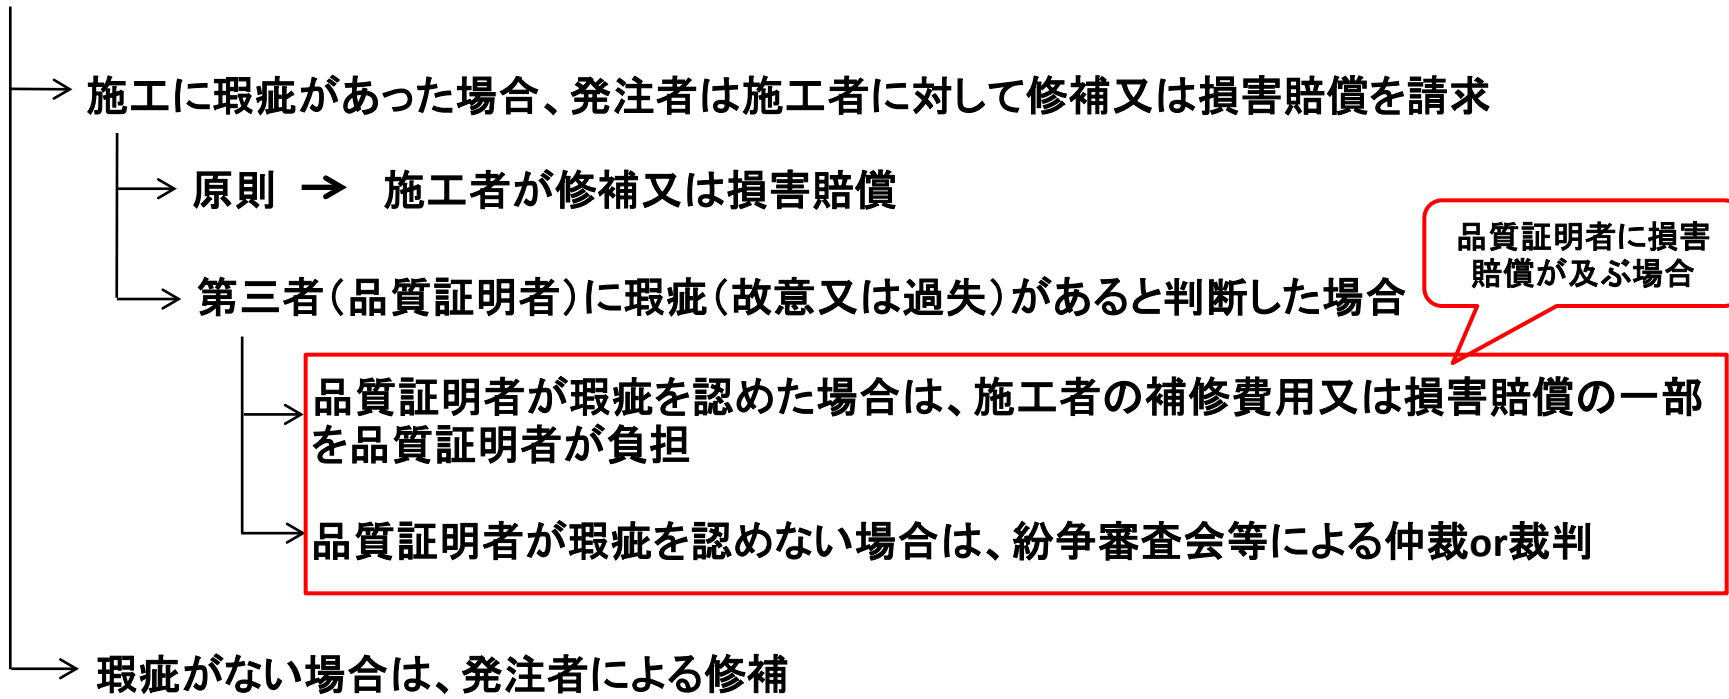 施工に瑕疵があった場合、発注者は施工者に対して修補又は損害賠償を請求
原則 → 施工者が修補又は損害賠償
品質証明者に損害
賠償が及ぶ場合
第三者（品質証明者）に瑕疵（故意又は過失）があると判断した場合
品質証明者が瑕疵を認めた場合は、施工者の補修費用又は損害賠償の一部
を品質証明者が負担
品質証明者が瑕疵を認めない場合は、紛争審査会等による仲裁or裁判
瑕疵がない場合は、発注者による修補